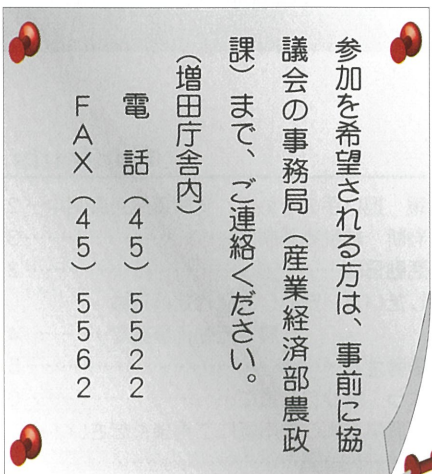 参加を希望される方は、事前に協
議会の事務局（産業経済部農政
課）まで、ご連絡ください。
（増田庁舎内）
電　話（４５）５５２２
ＦＡＸ（４５）５５６２